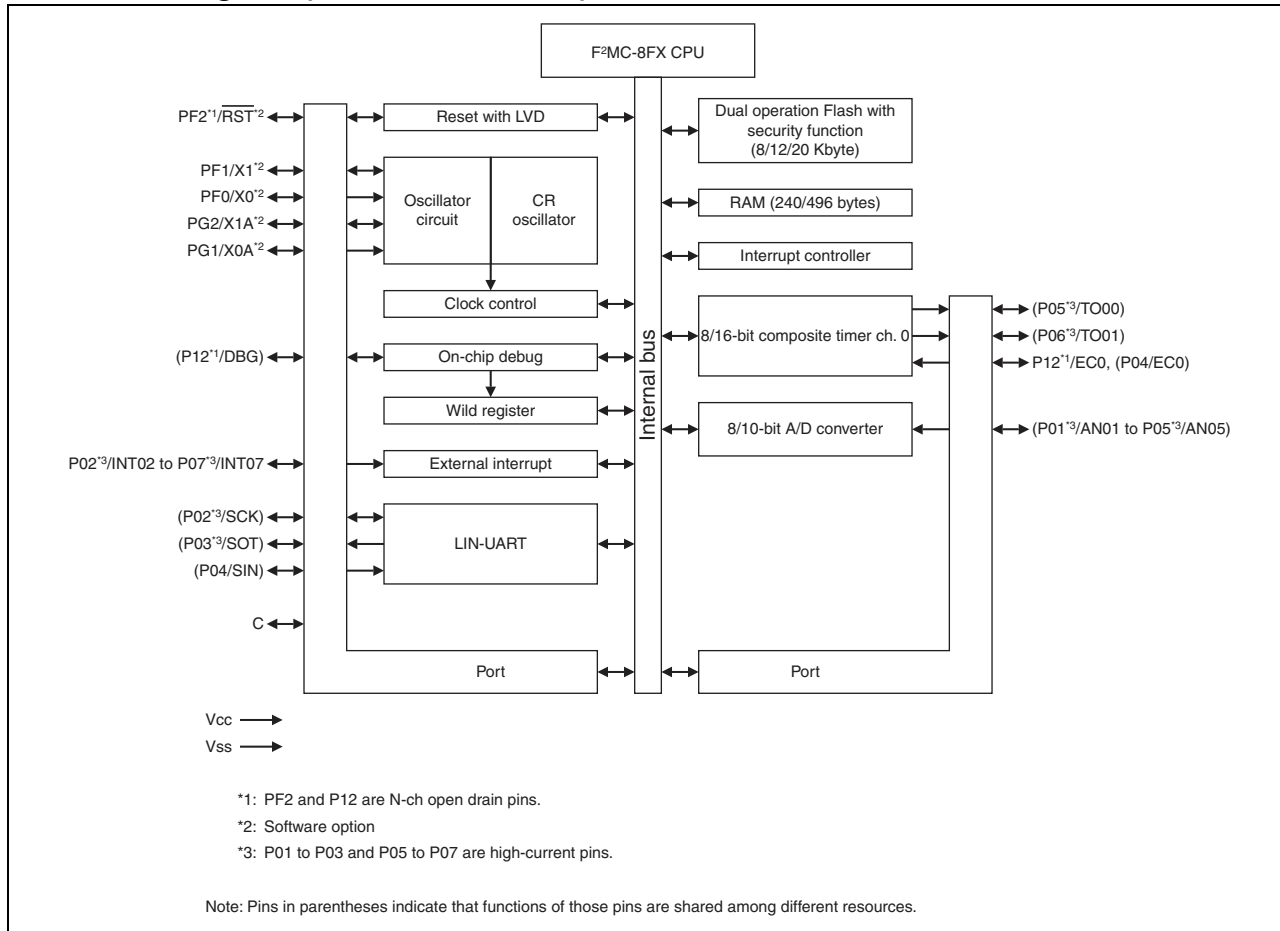 F²MC-8FX CPU
PF2*1/RST*2
Reset with LVD
Dual operation Flash with
security function
(8/12/20 Kbyte)
PF1/X1*2
PF0/X0*2
PG2/X1A*2
PG1/X0A*2
Oscillator
circuit
CR
oscillator
RAM (240/496 bytes)
Interrupt controller
Clock control
(P12*1/DBG)
On-chip debug
Wild register
Internal bus
8/16-bit composite timer ch. 0
(P05*3/TO00)
(P06*3/TO01)
P12*1/EC0, (P04/EC0)
8/10-bit A/D converter
(P01*3/AN01 to P05*3/AN05)
P02*3/INT02 to P07*3/INT07
External interrupt
(P02*3/SCK)
(P03*3/SOT)
(P04/SIN)
LIN-UART
C
Port
Port
Vcc
Vss
*1: PF2 and P12 are N-ch open drain pins.
*2: Software option
*3: P01 to P03 and P05 to P07 are high-current pins.
Note: Pins in parentheses indicate that functions of those pins are shared among different resources.